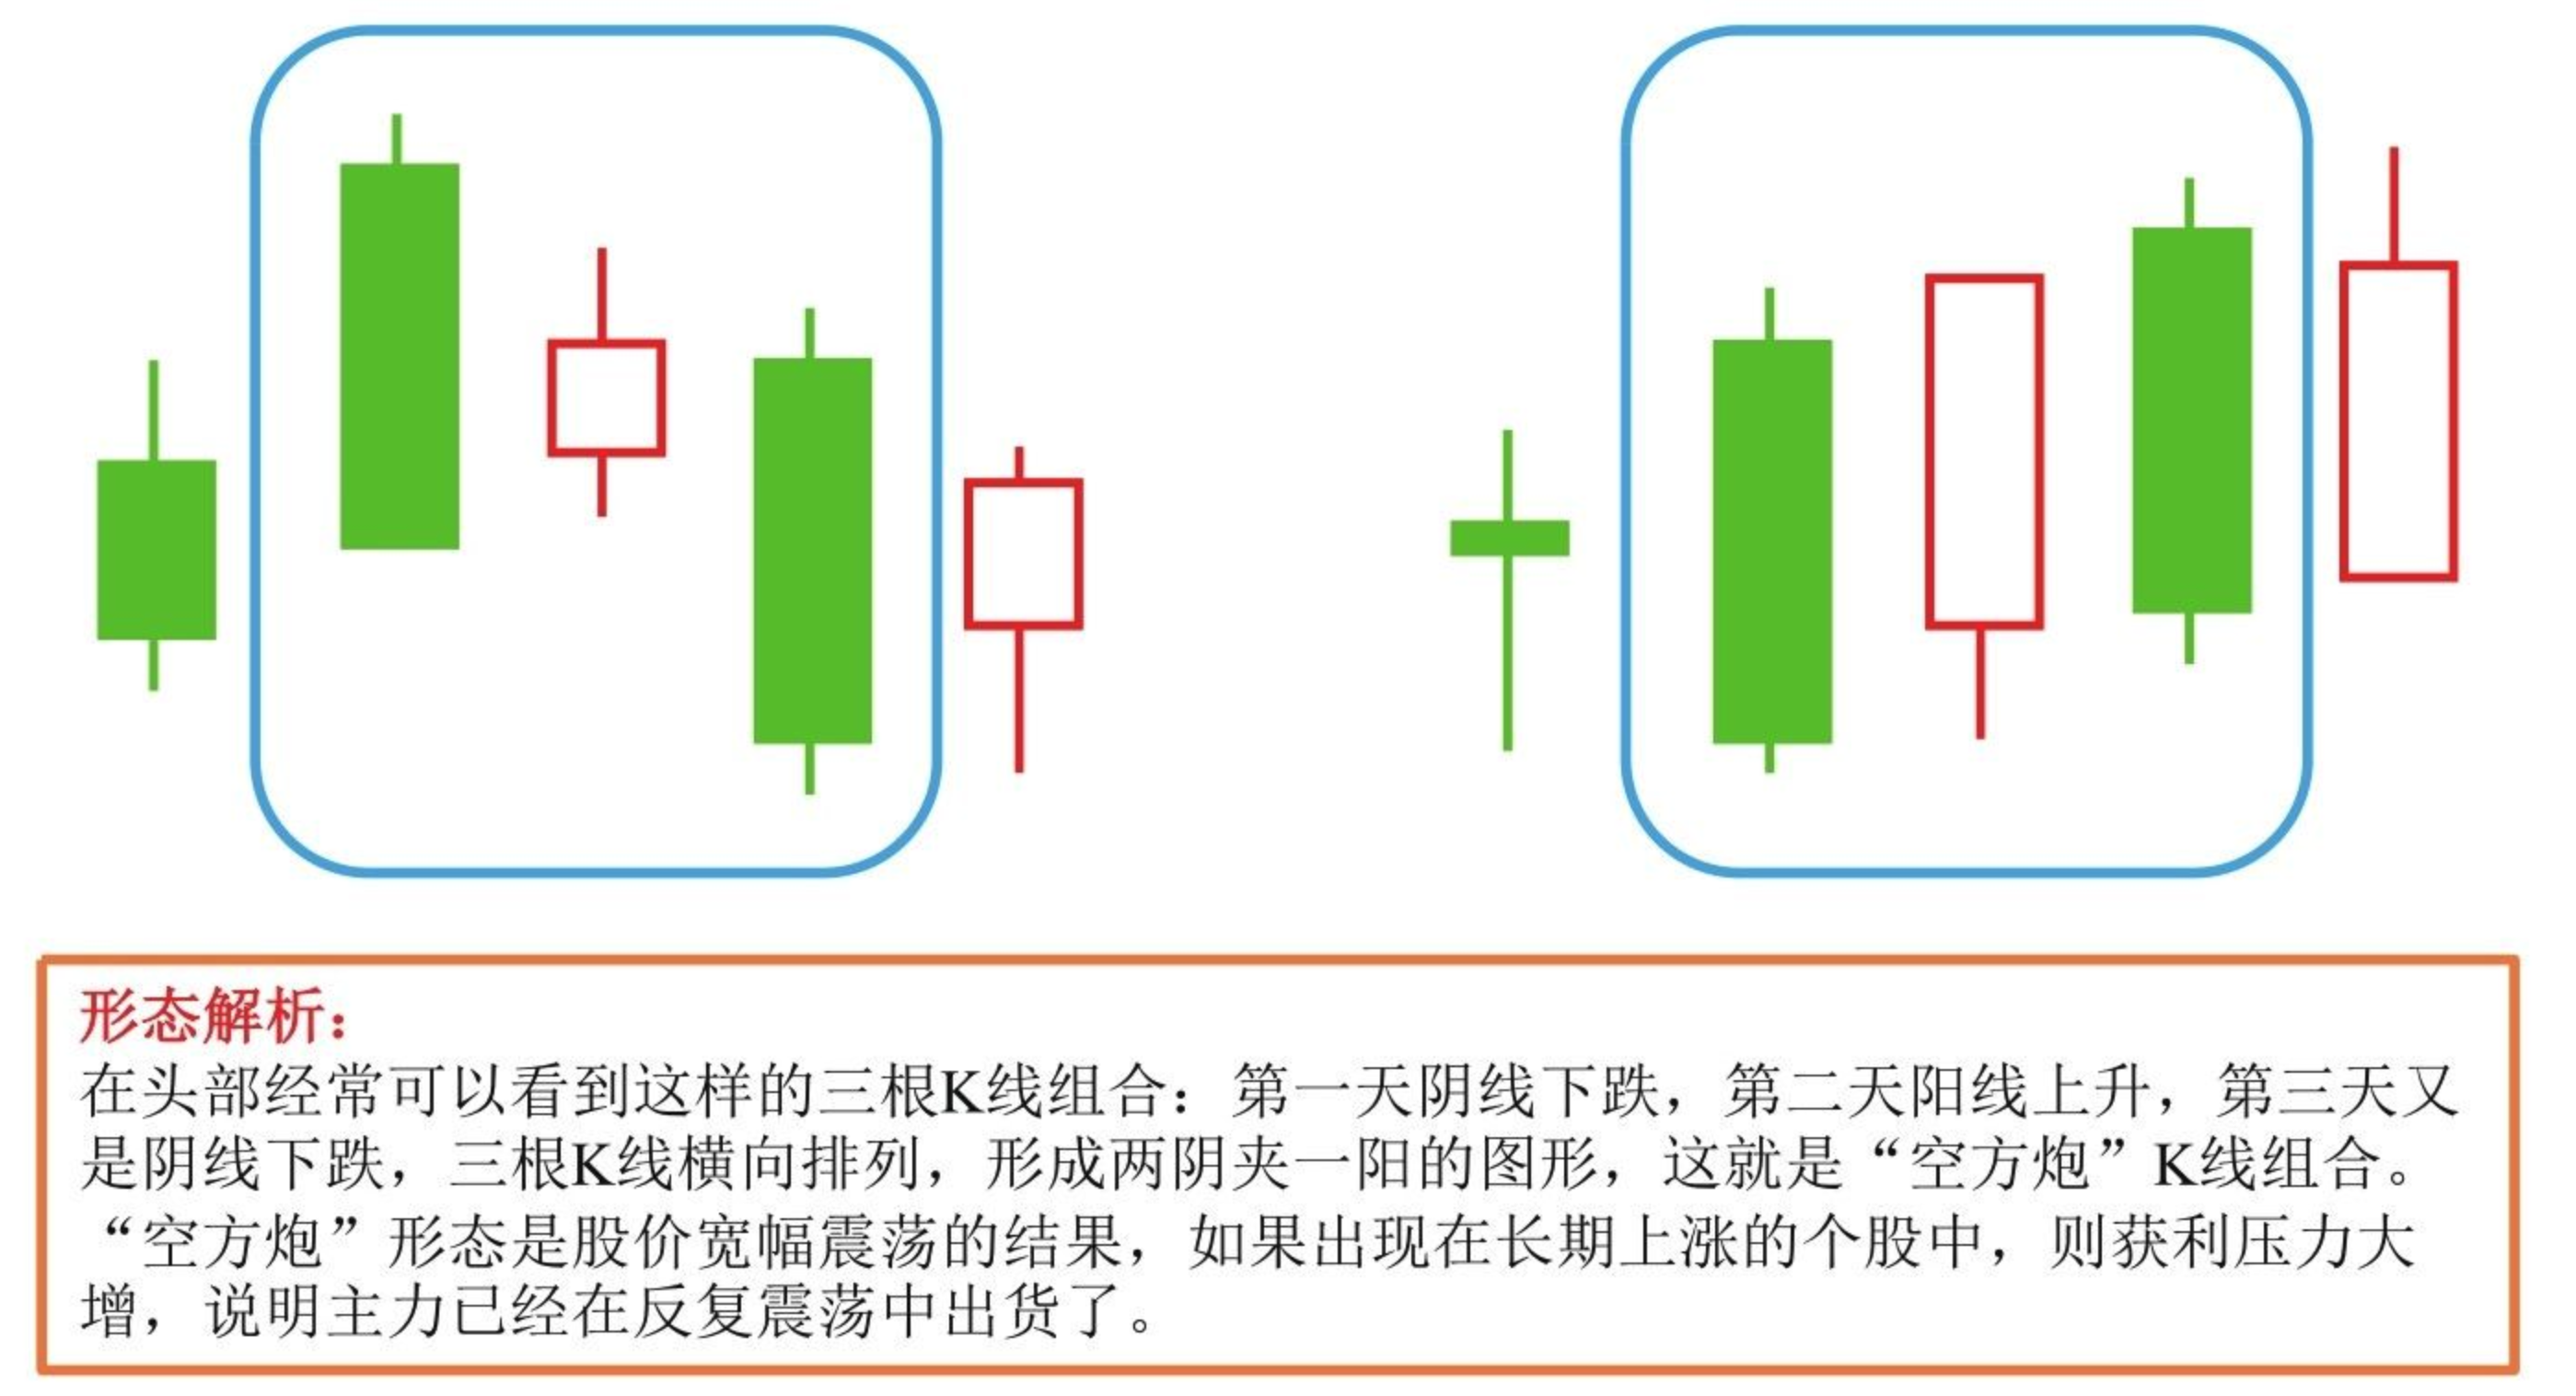 形态解析：
在头部经常可以看到这样的三根K线组合：第一天阴线下跌，第二天阳线上升，第三天又
是阴线下跌，三根K线横向排列，形成两阴夹一阳的图形，这就是“空方炮”K线组合。
“空方炮”形态是股价宽幅震荡的结果，如果出现在长期上涨的个股中，则获利压力大
增，说明主力已经在反复震荡中出货了。